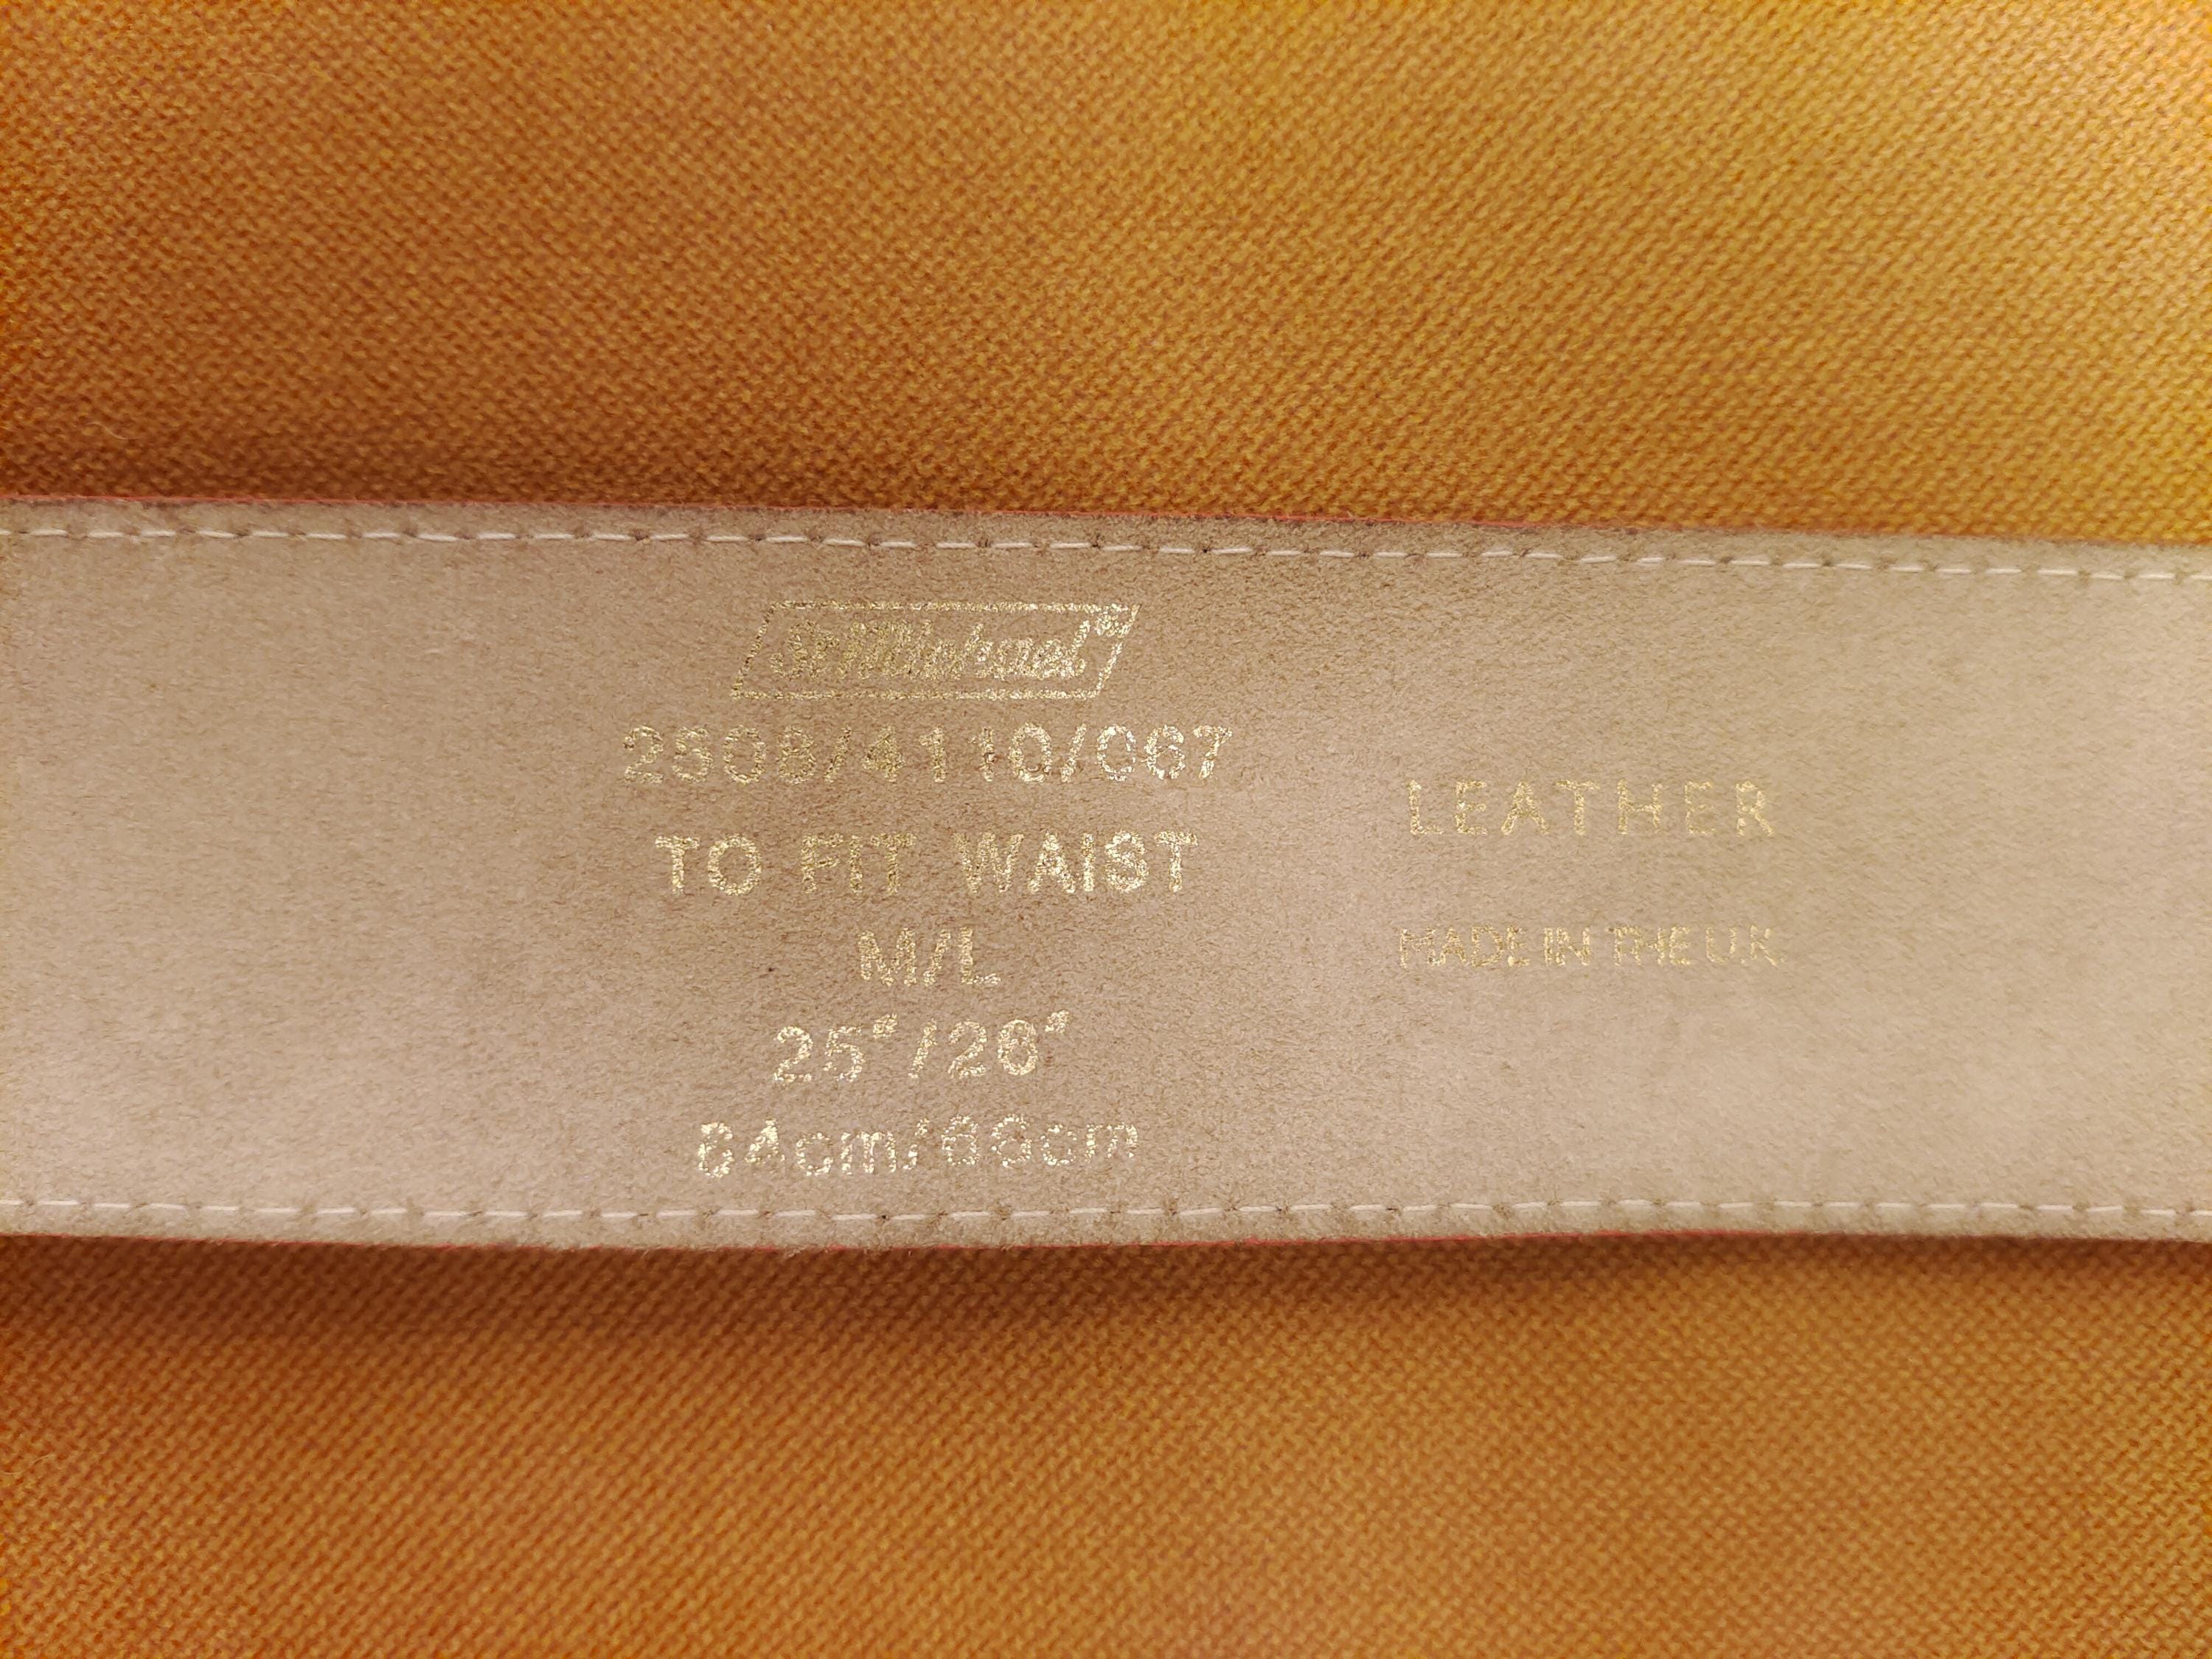 St Michael®
2508/4110/067
TO FIT WAIST
M/L
25"/26"
64cm/66cm
LEATHER
MADE IN THE U.K.